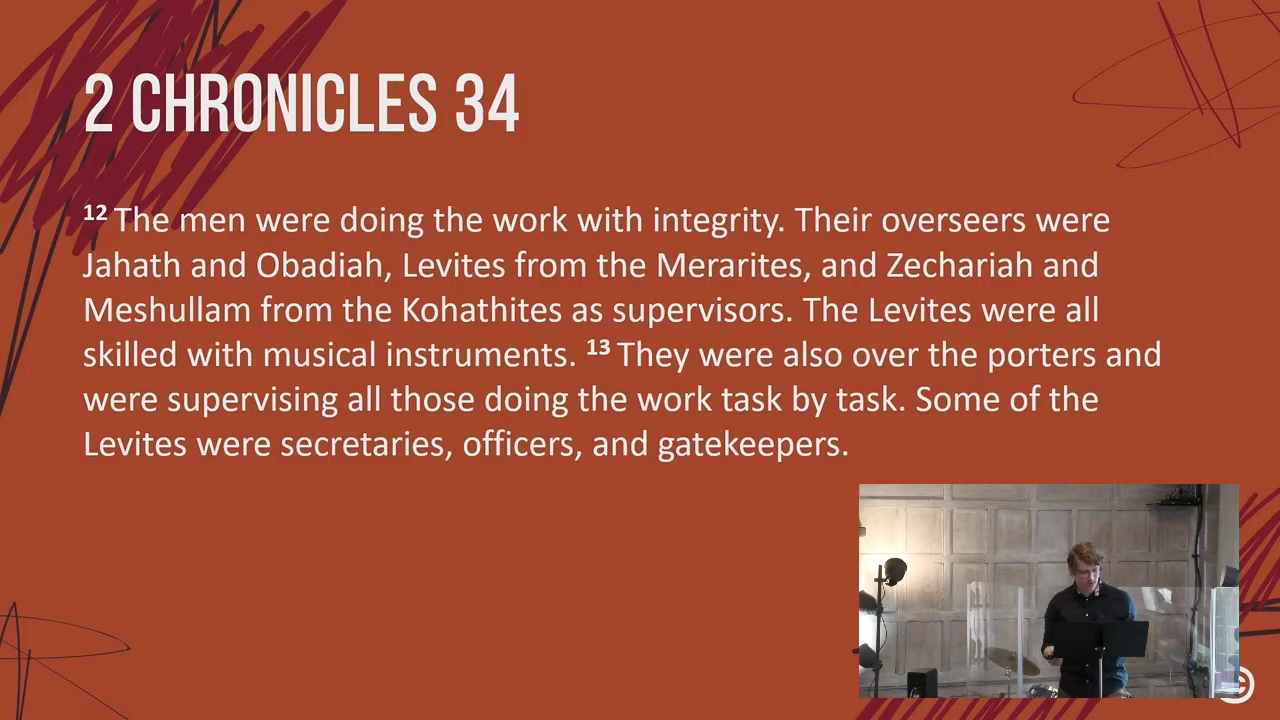 2 CHRONICLES 34
12 The men were doing the work with integrity. Their overseers were
Jahath and Obadiah, Levites from the Merarites, and Zechariah and
Meshullam from the Kohathites as supervisors. The Levites were all
skilled with musical instruments. 13 They were also over the porters and
were supervising all those doing the work task by task. Some of the
Levites were secretaries, officers, and gatekeepers.